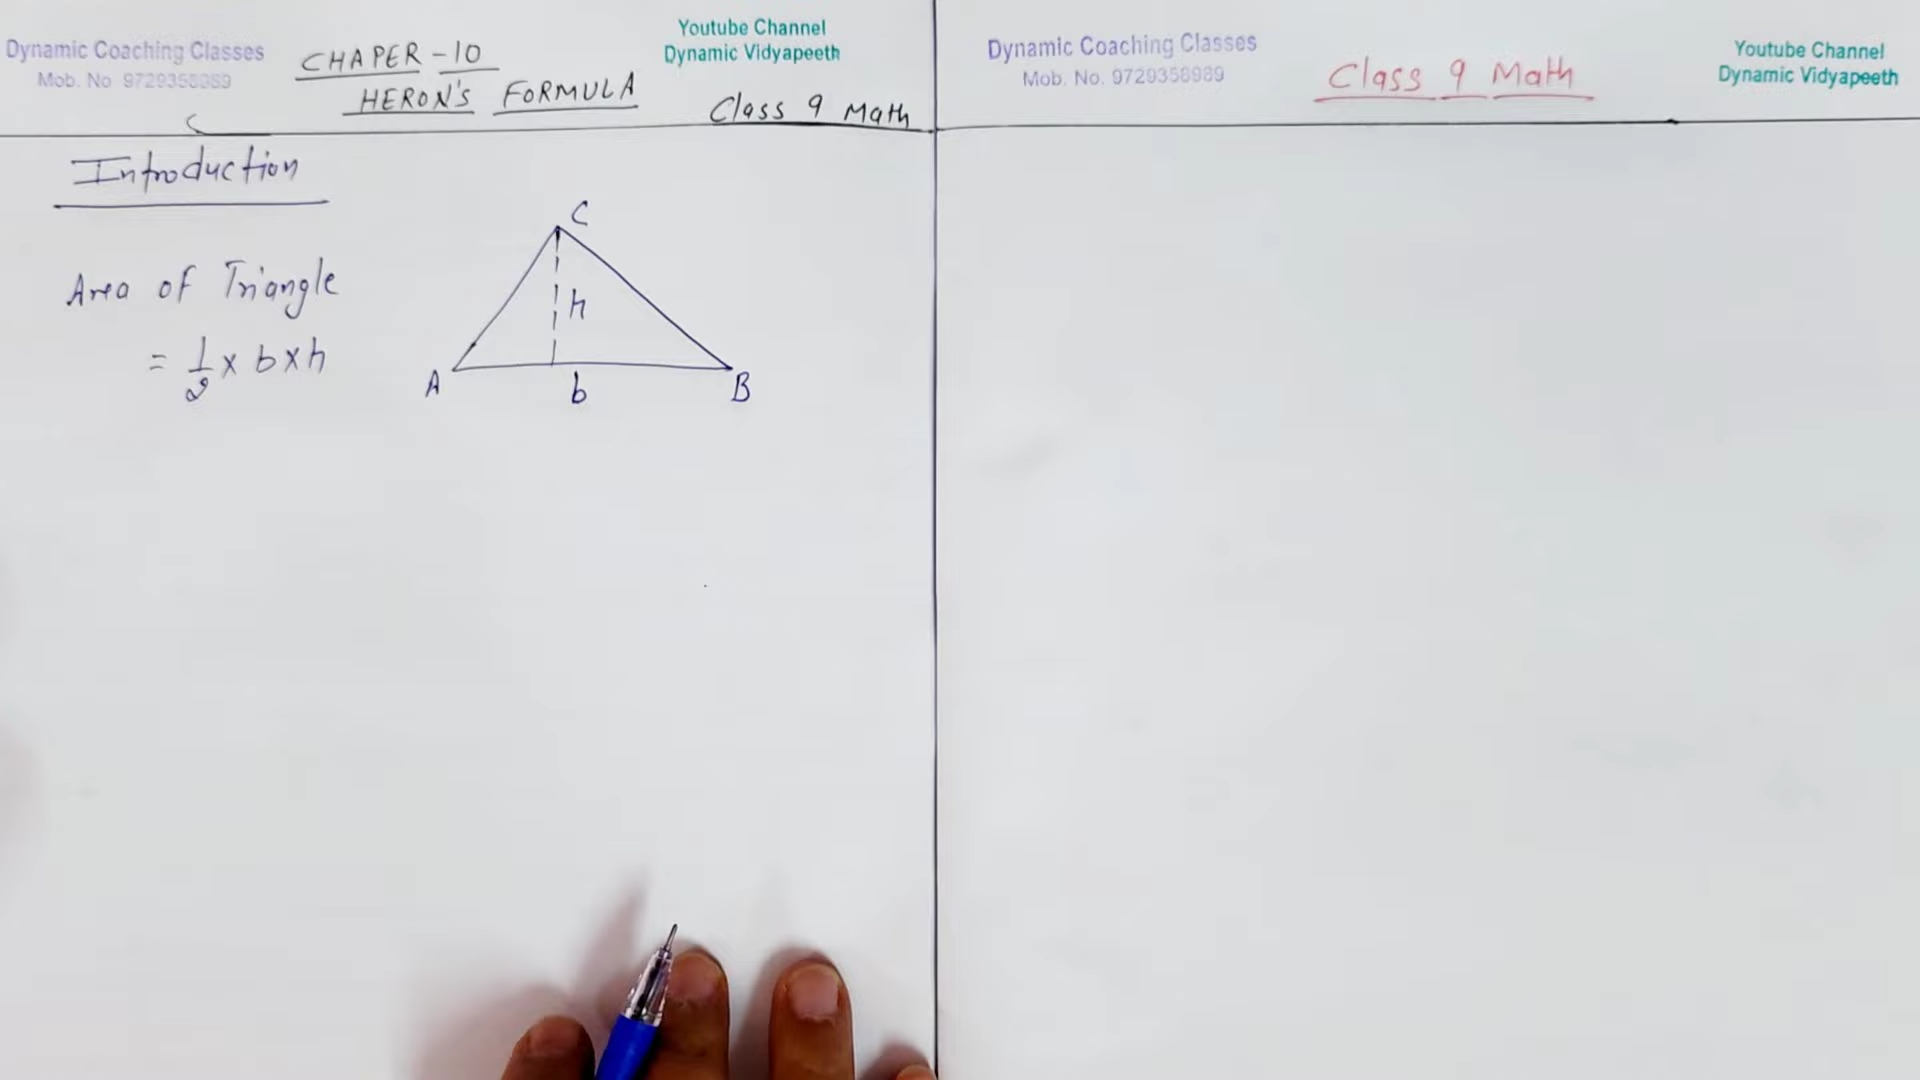 Dynamic Coaching Classes
Mob. No 9729358989
CHAPER - 10
HERON'S FORMULA
Youtube Channel
Dynamic Vidyapeeth
Class 9 Math
Introduction
Area of Triangle
= 1/2 × b × h
C
h
A
b
B
Dynamic Coaching Classes
Mob. No. 9729358989
Class 9 Math
Youtube Channel
Dynamic Vidyapeeth